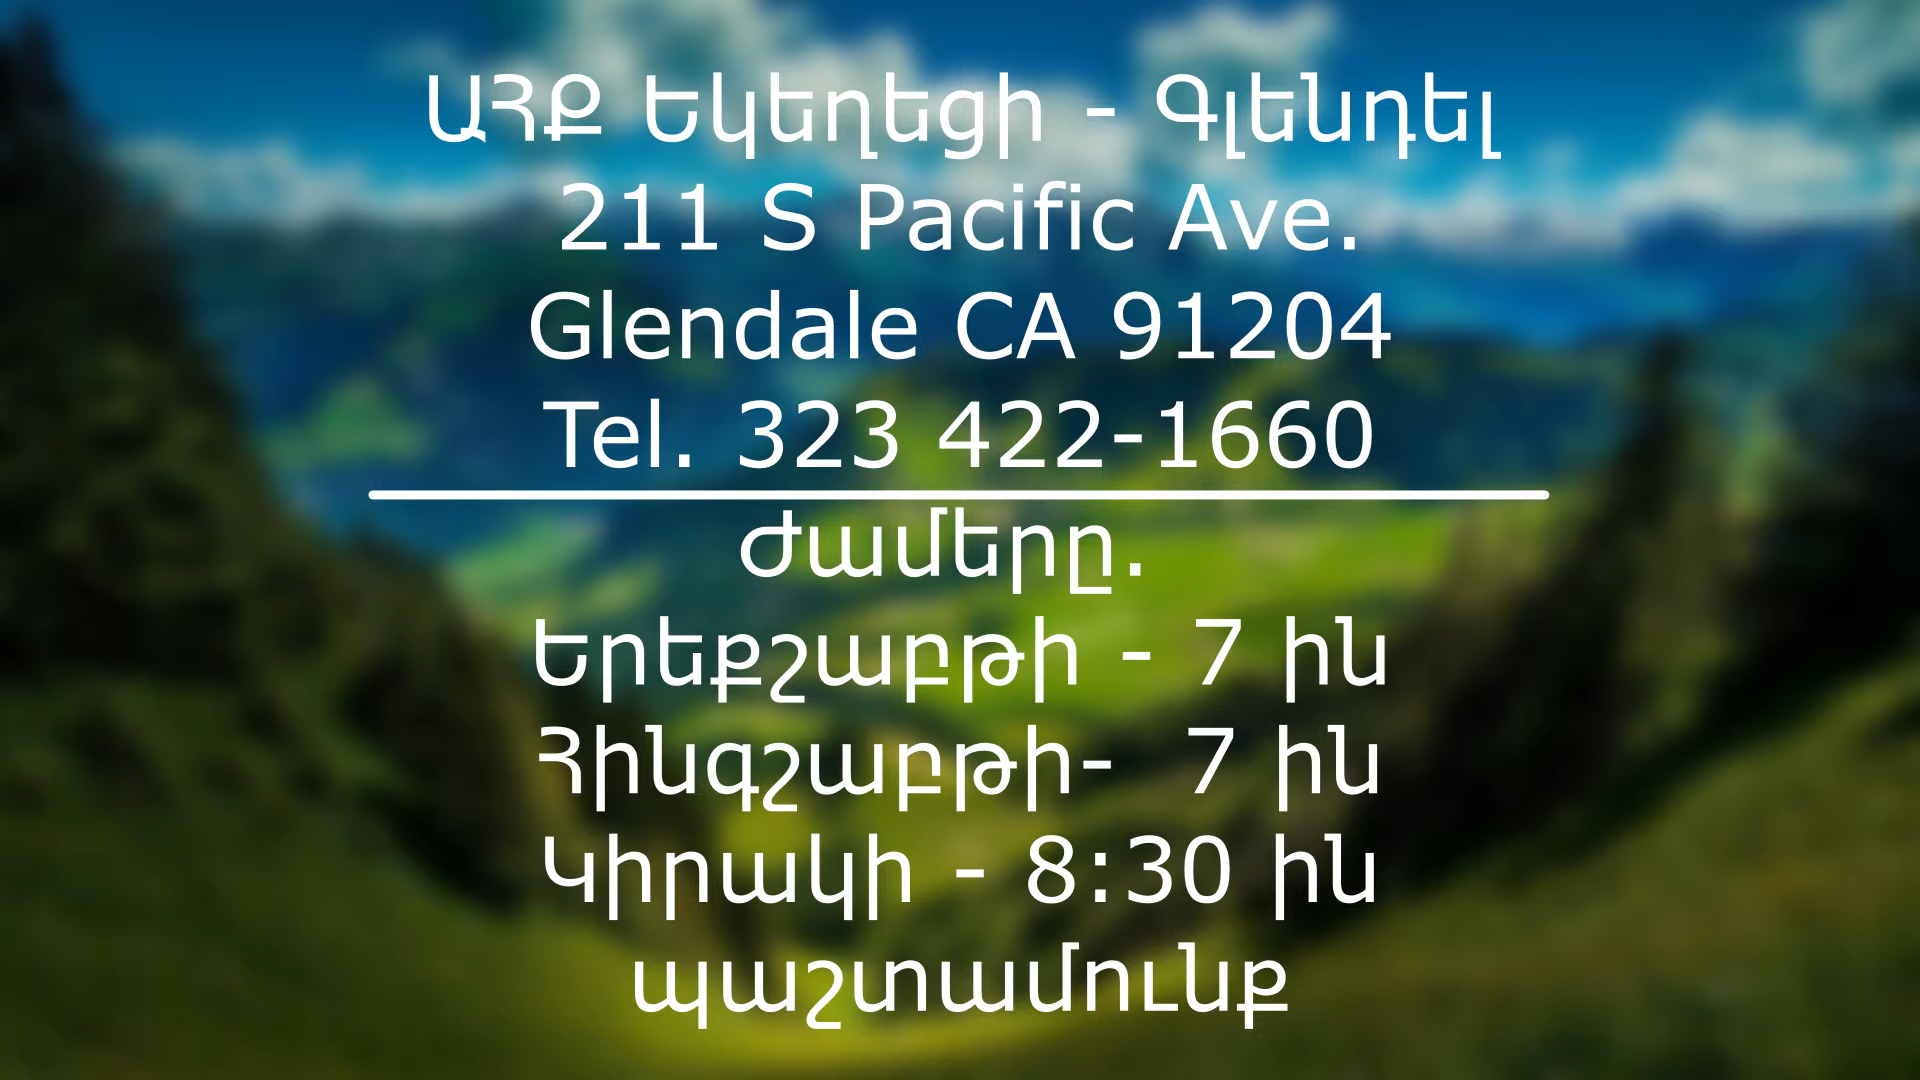 ԱՀՔ Եկեղեցի - Գլենդել
211 S Pacific Ave.
Glendale CA 91204
Tel. 323 422-1660
Ժամերը.
Երեքշաբթի - 7 ին
Հինգշաբթի- 7 ին
Կիրակի - 8:30 ին
պաշտամունք